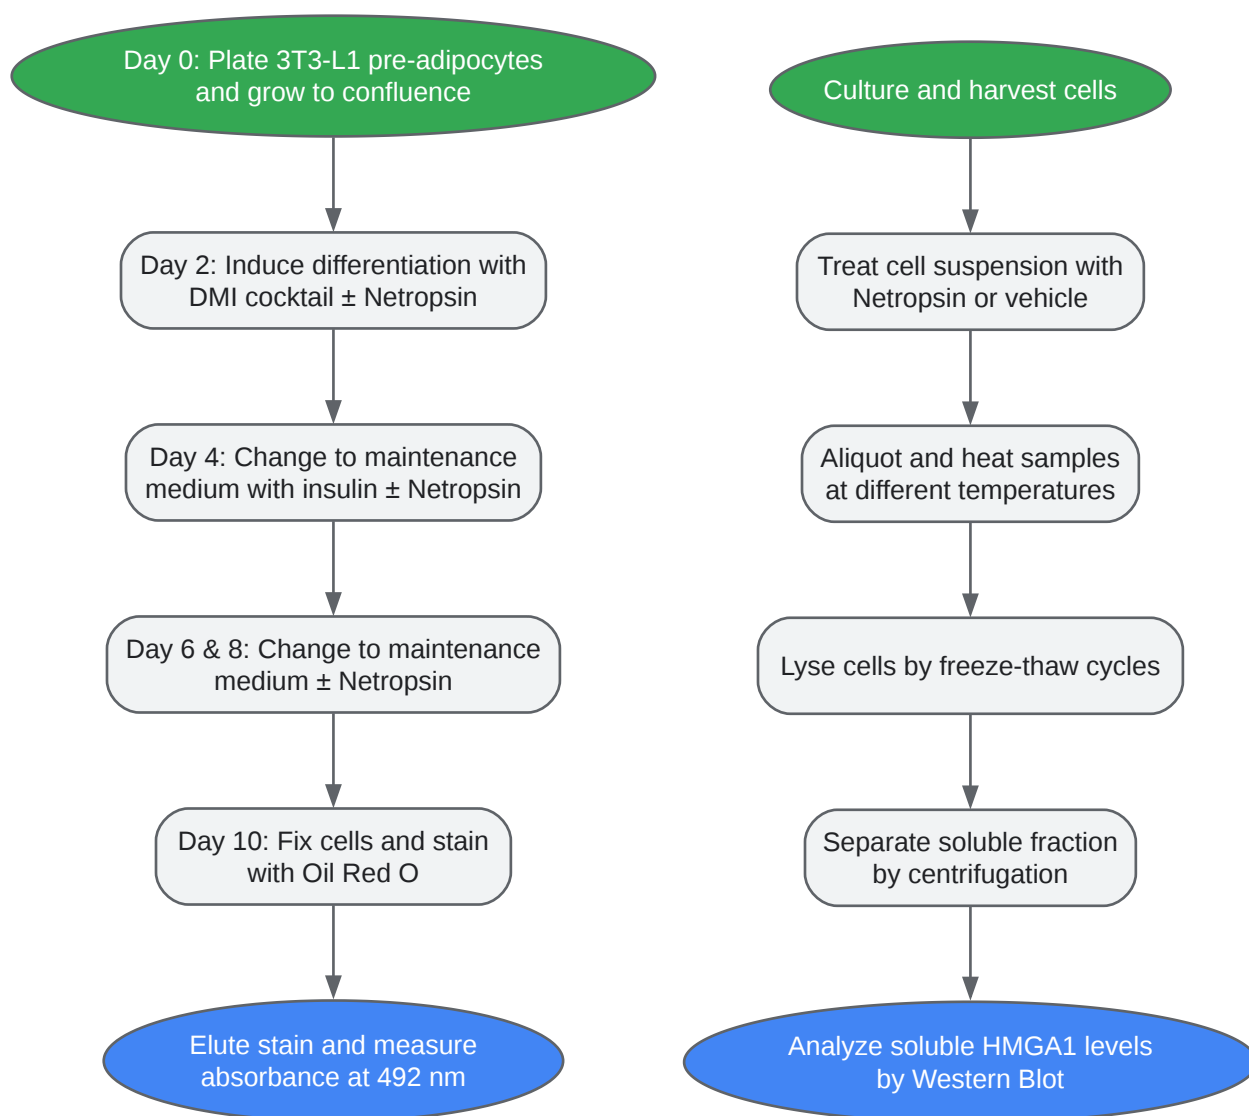 Day 0: Plate 3T3-L1 pre-adipocytes
and grow to confluence
Day 2: Induce differentiation with
DMI cocktail ± Netropsin
Day 4: Change to maintenance
medium with insulin ± Netropsin
Day 6 & 8: Change to maintenance
medium ± Netropsin
Day 10: Fix cells and stain
with Oil Red O
Elute stain and measure
absorbance at 492 nm
Culture and harvest cells
Treat cell suspension with
Netropsin or vehicle
Aliquot and heat samples
at different temperatures
Lyse cells by freeze-thaw cycles
Separate soluble fraction
by centrifugation
Analyze soluble HMGA1 levels
by Western Blot